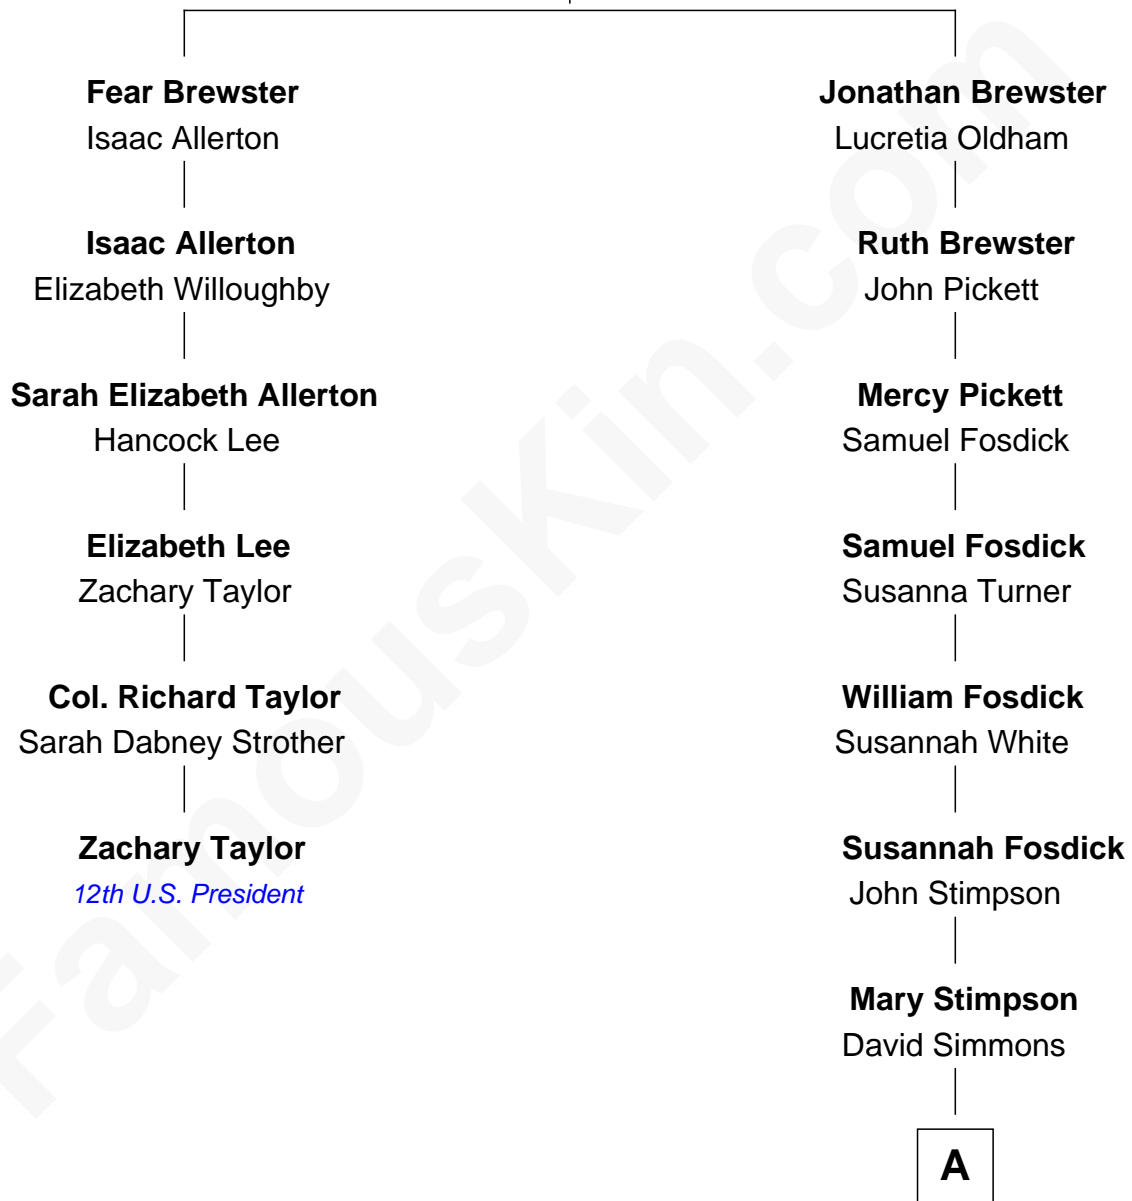 Fear Brewster
Isaac Allerton
Isaac Allerton
Elizabeth Willoughby
Sarah Elizabeth Allerton
Hancock Lee
Elizabeth Lee
Zachary Taylor
Col. Richard Taylor
Sarah Dabney Strother
Zachary Taylor
12th U.S. President
Jonathan Brewster
Lucretia Oldham
Ruth Brewster
John Pickett
Mercy Pickett
Samuel Fosdick
Samuel Fosdick
Susanna Turner
William Fosdick
Susannah White
Susannah Fosdick
John Stimpson
Mary Stimpson
David Simmons
A
FamousKin.com